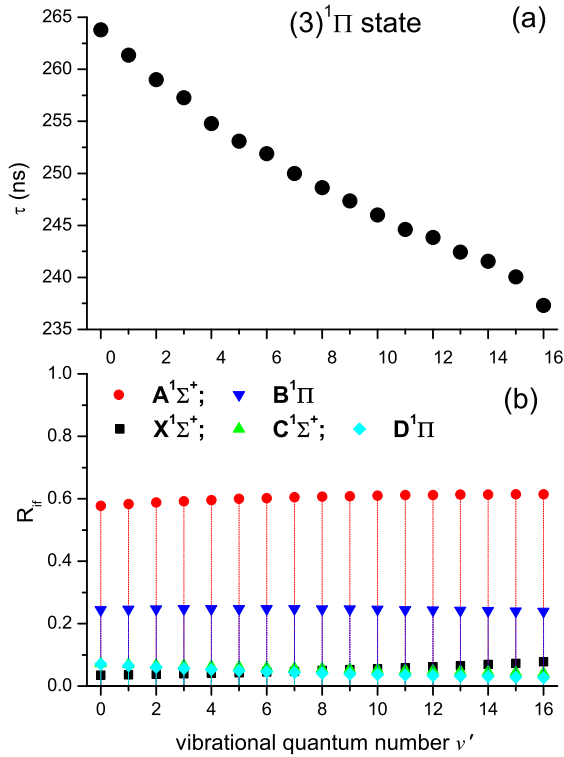 (3)¹Π state (a)
265
260
255
250
245
240
235
τ (ns)
0 2 4 6 8 10 12 14 16
1.0
0.8
0.6
0.4
0.2
0.0
R_if
(b)
A¹Σ⁺; B¹Π
X¹Σ⁺; C¹Σ⁺; D¹Π
0 2 4 6 8 10 12 14 16
vibrational quantum number v'